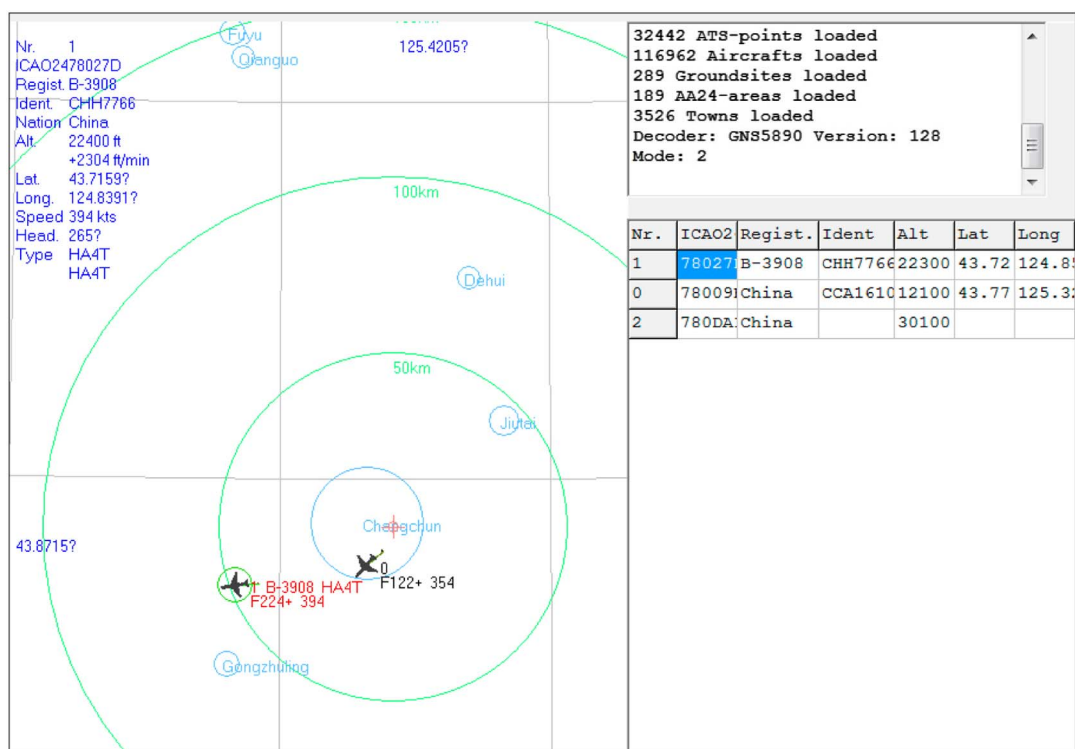 Nr. 1
ICAO2478027D
Regist. B-3908
Ident. CHH7766
Nation China
Alt. 22400 ft
+2304 ft/min
Lat. 43.7159?
Long. 124.8391?
Speed 394 kts
Head. 265?
Type HA4T
HA4T
Fuyu
Qianguo
125.4205?
100km
Dehui
50km
Jiutai
Changchun
43.8715?
0
F122+ 354
1 B-3908 HA4T
F224+ 394
Gongzhuling
32442 ATS-points loaded
116962 Aircrafts loaded
289 Groundsites loaded
189 AA24-areas loaded
3526 Towns loaded
Decoder: GNS5890 Version: 128
Mode: 2
Nr. ICAO2 Regist. Ident Alt Lat Long
1 78027 B-3908 CHH7766 22300 43.72 124.85
0 78009 China CCA1610 12100 43.77 125.32
2 780DA China 30100